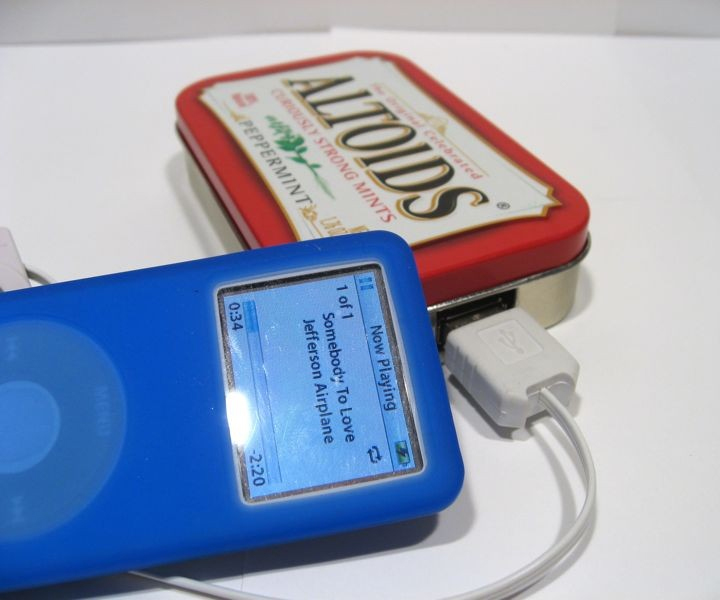 The Original Celebrated
ALTOIDS®
CURIOUSLY STRONG MINTS
PEPPERMINT
Now Playing
1 of 1
Somebody To Love
Jefferson Airplane
0:34 -2:20
MENU